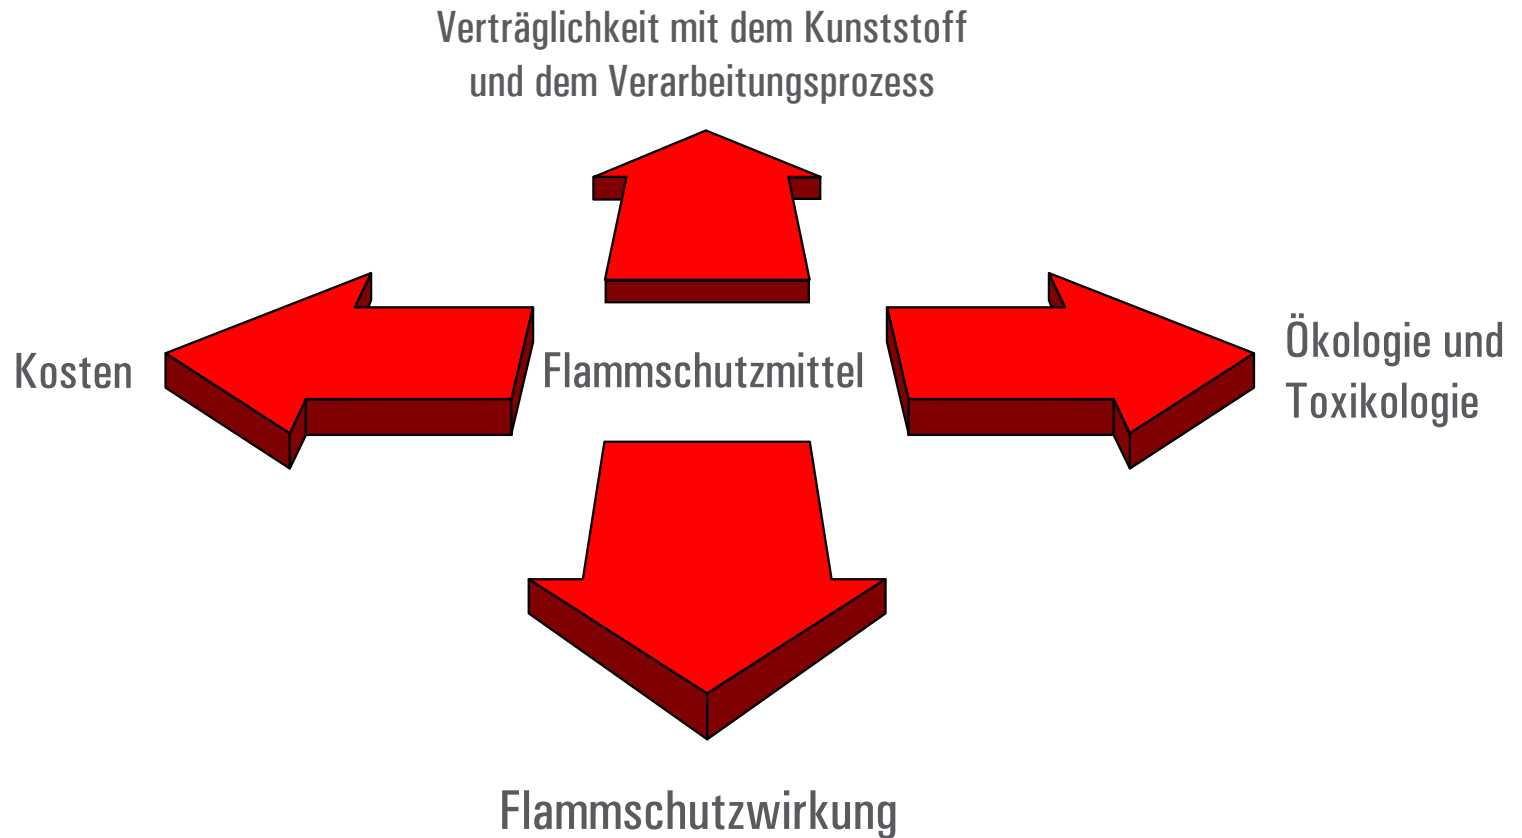 Verträglichkeit mit dem Kunststoff
und dem Verarbeitungsprozess
Kosten
Flammschutzmittel
Ökologie und
Toxikologie
Flammschutzwirkung